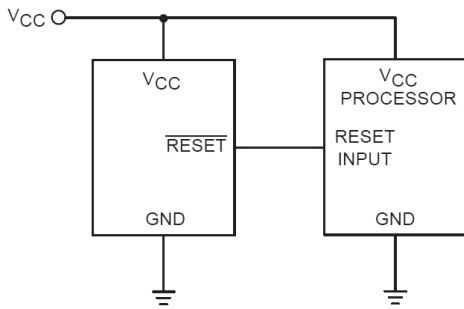 VCC
VCC
RESET
GND
VCC
PROCESSOR
RESET
INPUT
GND